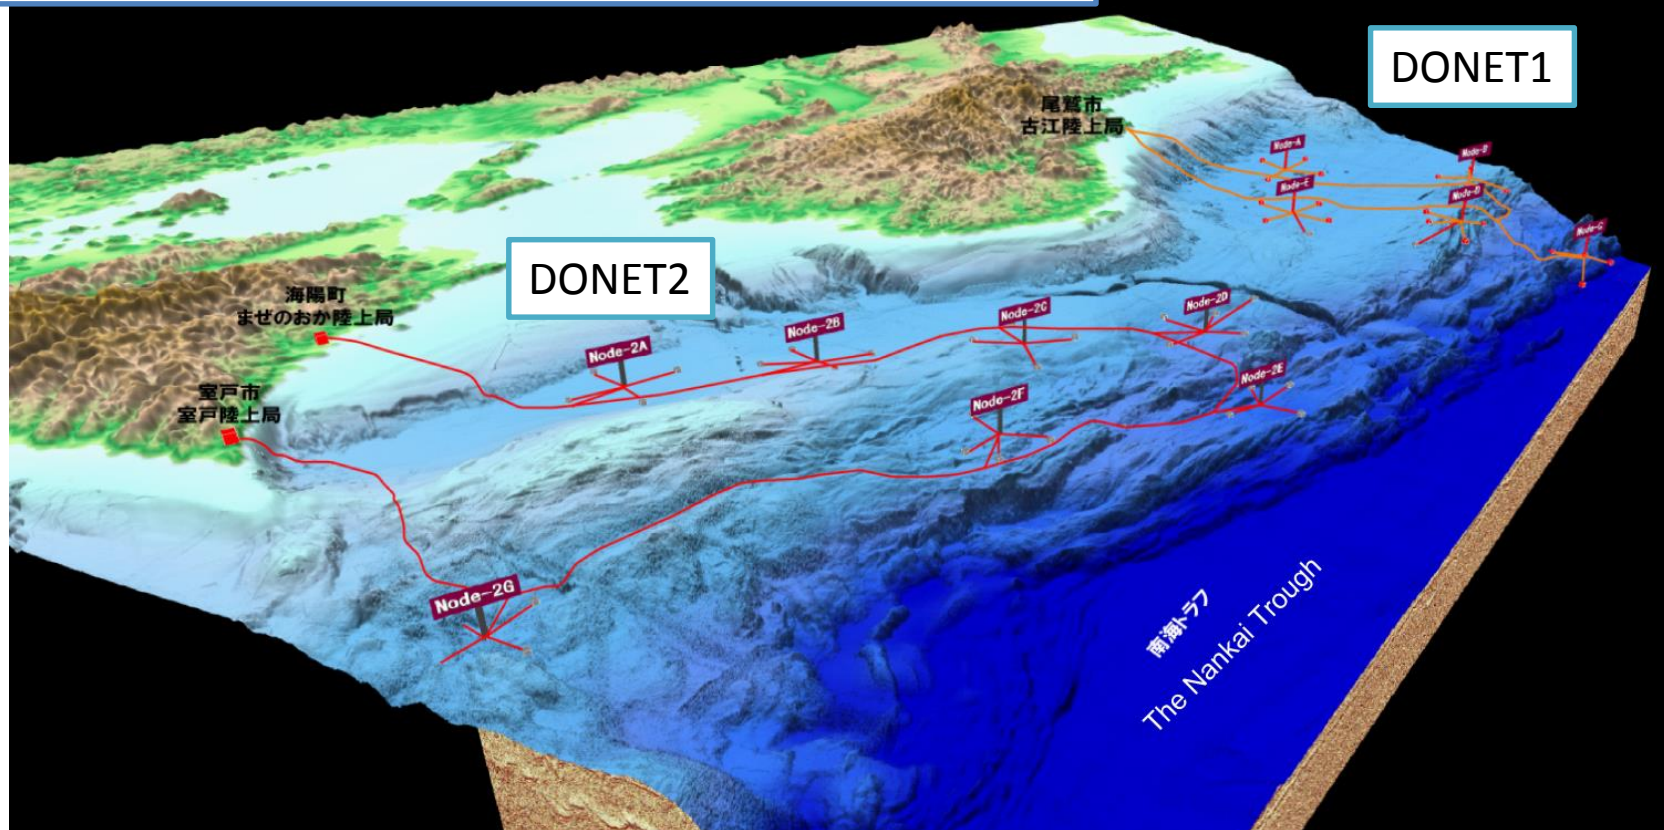 DONET1
尾鷲市
古江陸上局
Node-A
Node-B
Node-E
Node-D
Node-C
DONET2
海陽町
まぜのおか陸上局
Node-2A
Node-2B
Node-2C
Node-2D
Node-2E
Node-2F
室戸市
室戸陸上局
Node-2G
南海トラフ
The Nankai Trough